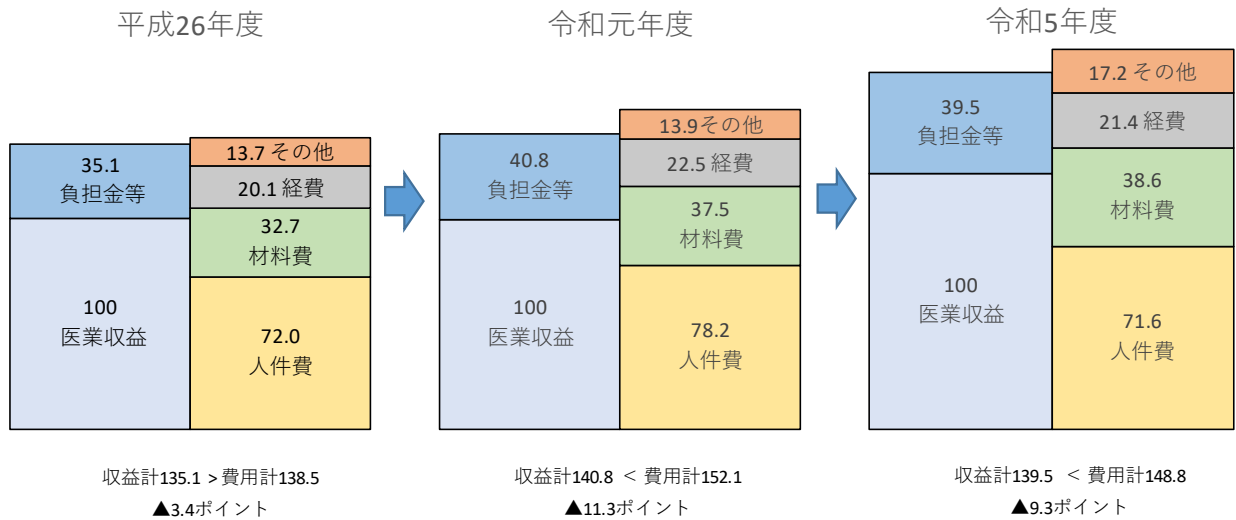 平成26年度
35.1
負担金等
100
医業収益
13.7 その他
20.1 経費
32.7
材料費
72.0
人件費
収益計135.1 > 費用計138.5
▲3.4ポイント
令和元年度
40.8
負担金等
100
医業収益
13.9その他
22.5 経費
37.5
材料費
78.2
人件費
収益計140.8 < 費用計152.1
▲11.3ポイント
令和5年度
39.5
負担金等
100
医業収益
17.2 その他
21.4 経費
38.6
材料費
71.6
人件費
収益計139.5 < 費用計148.8
▲9.3ポイント